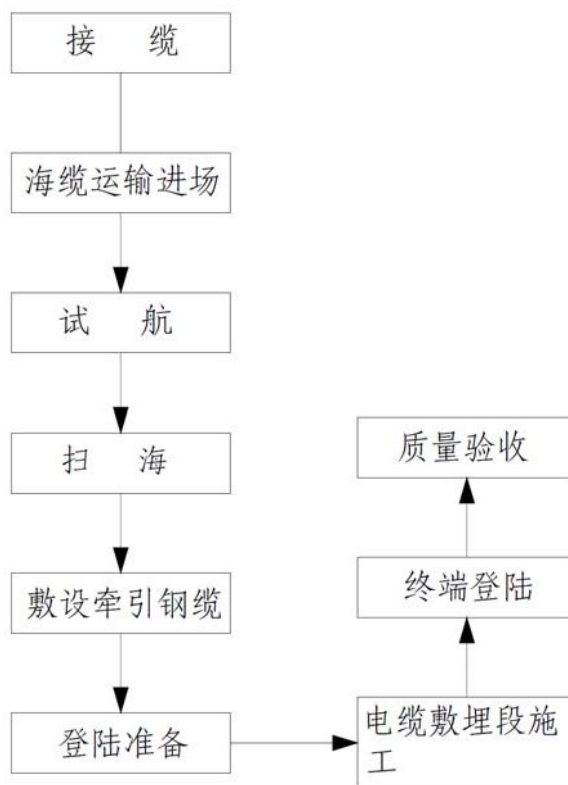 接 缆
海缆运输进场
试 航
扫 海
敷设牵引钢缆
登陆准备
电缆敷埋段施
工
终端登陆
质量验收